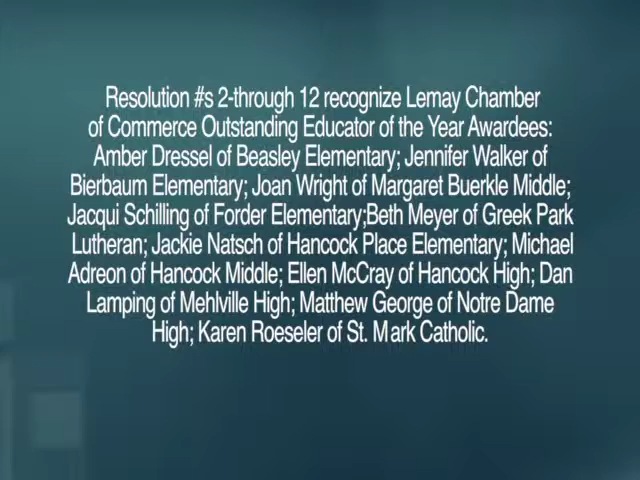 Resolution #s 2-through 12 recognize Lemay Chamber
of Commerce Outstanding Educator of the Year Awardees:
Amber Dressel of Beasley Elementary; Jennifer Walker of
Bierbaum Elementary; Joan Wright of Margaret Buerkle Middle;
Jacqui Schilling of Forder Elementary;Beth Meyer of Greek Park
Lutheran; Jackie Natsch of Hancock Place Elementary; Michael
Adreon of Hancock Middle; Ellen McCray of Hancock High; Dan
Lamping of Mehlville High; Matthew George of Notre Dame
High; Karen Roeseler of St. Mark Catholic.